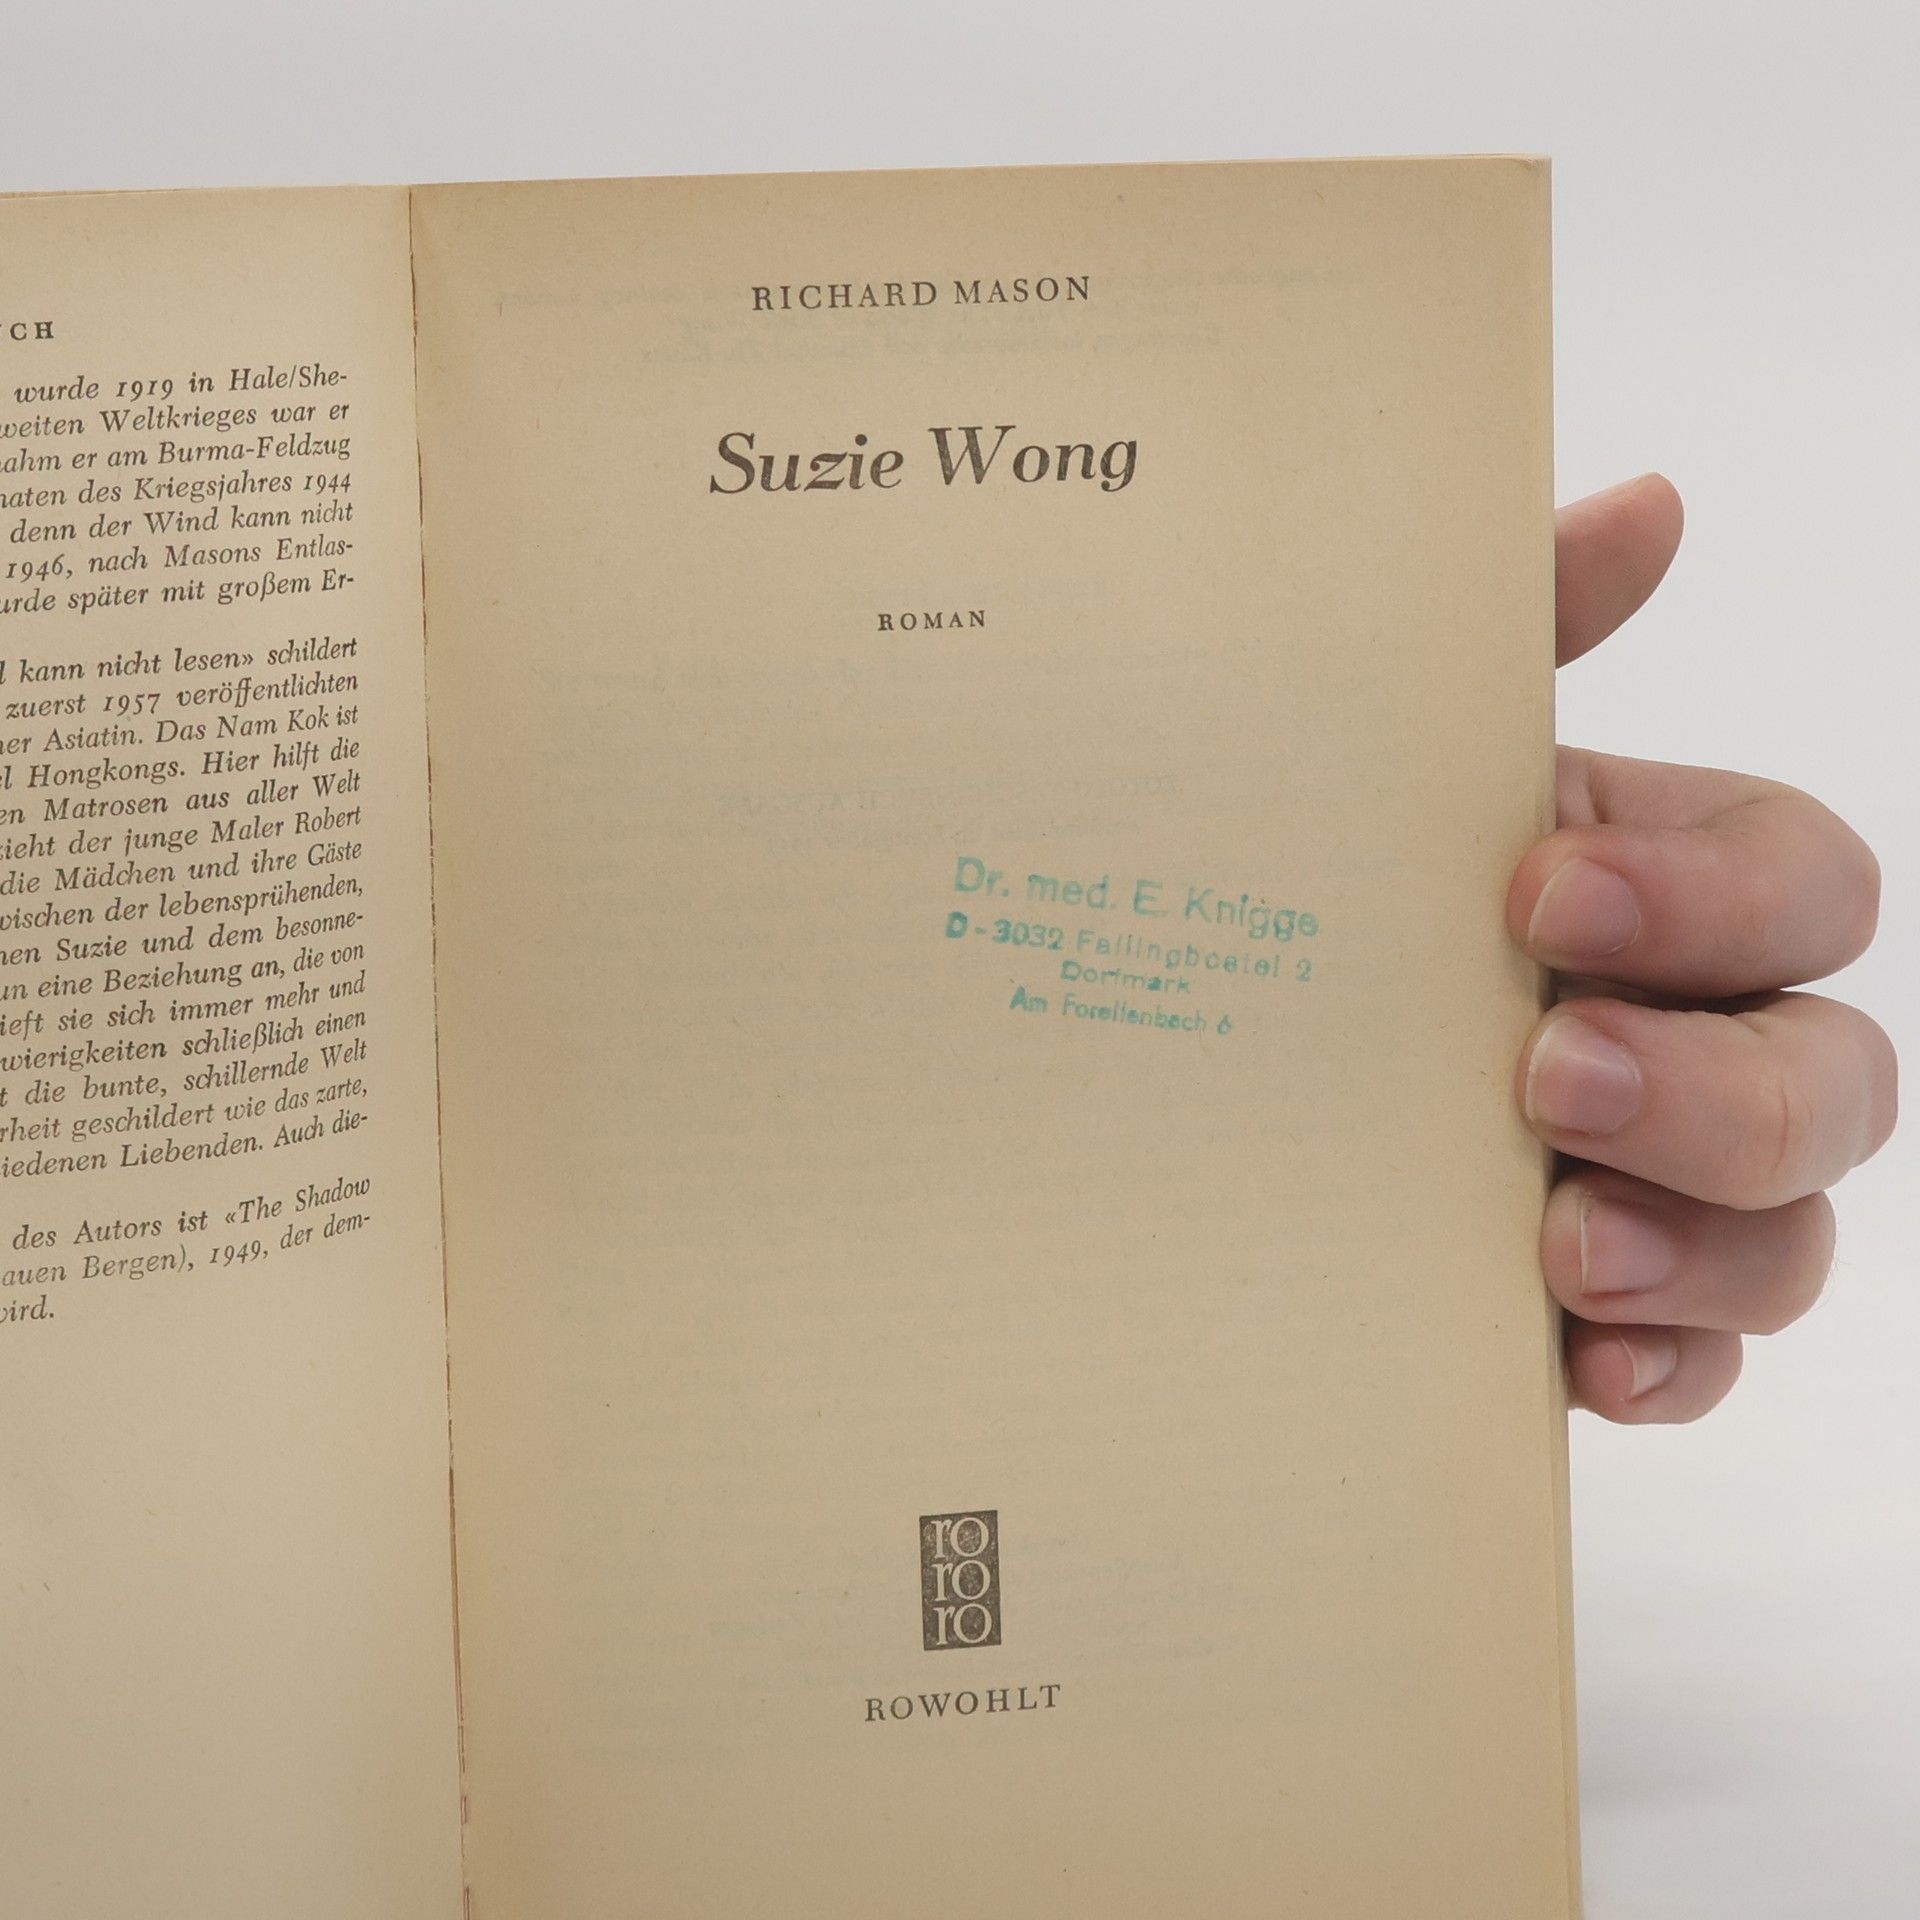 UCH
wurde 1919 in Hale/She-
weiten Weltkrieges war er
nahm er am Burma-Feldzug
naten des Kriegsjahres 1944
denn der Wind kann nicht
1946, nach Masons Entlas-
urde später mit großem Er-
d kann nicht lesen» schildert
zuerst 1957 veröffentlichten
ner Asiatin. Das Nam Kok ist
el Hongkongs. Hier hilft die
en Matrosen aus aller Welt
zieht der junge Maler Robert
die Mädchen und ihre Gäste
wischen der lebensprühenden,
nen Suzie und dem besonne-
un eine Beziehung an, die von
ieft sie sich immer mehr und
wierigkeiten schließlich einen
t die bunte, schillernde Welt
rheit geschildert wie das zarte,
iedenen Liebenden. Auch die-
des Autors ist «The Shadow
auen Bergen), 1949, der dem-
wird.
RICHARD MASON
Suzie Wong
ROMAN
Dr. med. E. Knigge
D-3032 Fallingbostel 2
Dorfmark
Am Forellenbach 6
ro
ro
ro
ROWOHLT